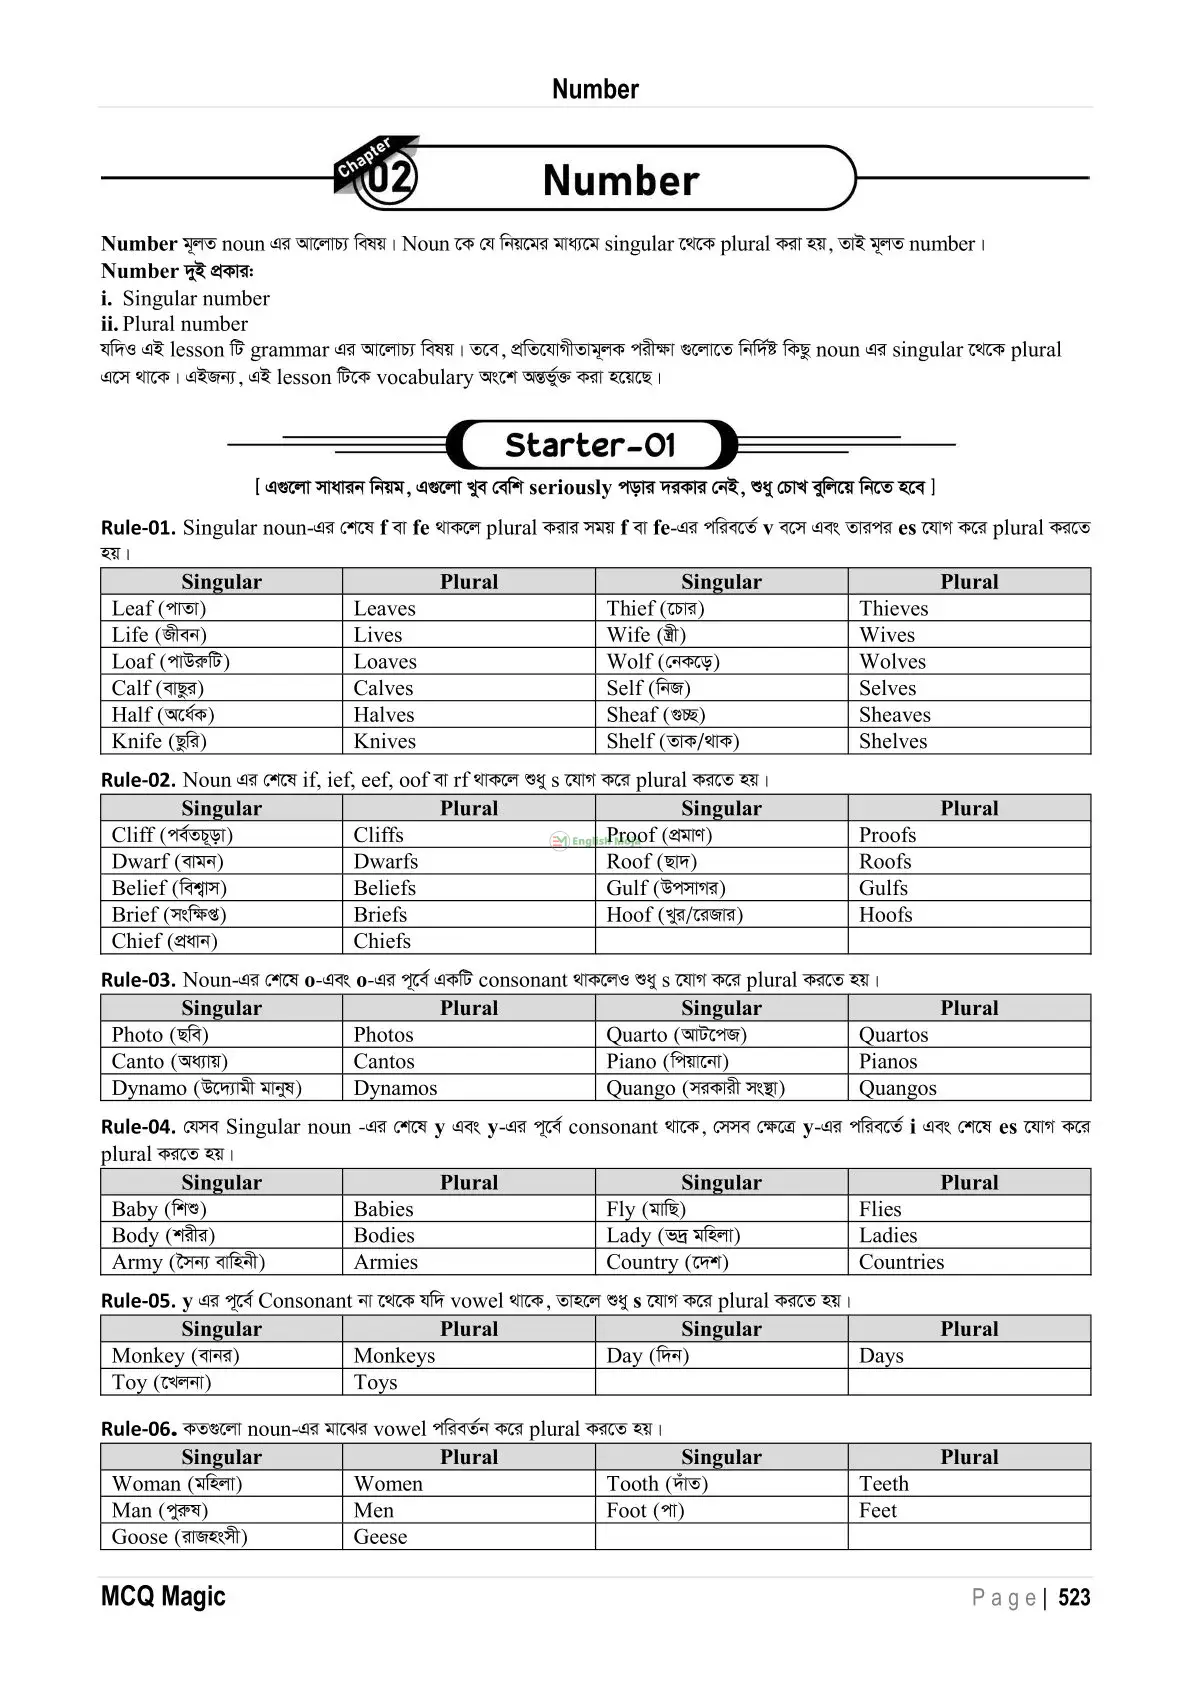 Number
Chapter
02
Number
Number মূলত noun এর আলোচ্য বিষয়। Noun কে যে নিয়মের মাধ্যমে singular থেকে plural করা হয়, তাই মূলত number।
Number দুই প্রকার:
i. Singular number
ii. Plural number
যদিও এই lesson টি grammar এর আলোচ্য বিষয়। তবে, প্রতিযোগীতামূলক পরীক্ষা গুলোতে নির্দিষ্ট কিছু noun এর singular থেকে plural
এসে থাকে। এইজন্য, এই lesson টিকে vocabulary অংশে অন্তর্ভুক্ত করা হয়েছে।
Starter-01
[ এগুলো সাধারন নিয়ম, এগুলো খুব বেশি seriously পড়ার দরকার নেই, শুধু চোখ বুলিয়ে নিতে হবে ]
Rule-01. Singular noun-এর শেষে f বা fe থাকলে plural করার সময় f বা fe-এর পরিবর্তে v বসে এবং তারপর es যোগ করে plural করতে
হয়।
Singular Plural Singular Plural
Leaf (পাতা) Leaves Thief (চোর) Thieves
Life (জীবন) Lives Wife (স্ত্রী) Wives
Loaf (পাউরুটি) Loaves Wolf (নেকড়ে) Wolves
Calf (বাছুর) Calves Self (নিজ) Selves
Half (অর্ধেক) Halves Sheaf (গুচ্ছ) Sheaves
Knife (ছুরি) Knives Shelf (তাক/থাক) Shelves
Rule-02. Noun এর শেষে if, ief, eef, oof বা rf থাকলে শুধু s যোগ করে plural করতে হয়।
Singular Plural Singular Plural
Cliff (পর্বতচূড়া) Cliffs Proof (প্রমাণ) Proofs
English Moja
Dwarf (বামন) Dwarfs Roof (ছাদ) Roofs
Belief (বিশ্বাস) Beliefs Gulf (উপসাগর) Gulfs
Brief (সংক্ষিপ্ত) Briefs Hoof (খুর/রেজার) Hoofs
Chief (প্রধান) Chiefs
Rule-03. Noun-এর শেষে o-এবং o-এর পূর্বে একটি consonant থাকলেও শুধু s যোগ করে plural করতে হয়।
Singular Plural Singular Plural
Photo (ছবি) Photos Quarto (আটপেজ) Quartos
Canto (অধ্যায়) Cantos Piano (পিয়ানো) Pianos
Dynamo (উদ্যোমী মানুষ) Dynamos Quango (সরকারী সংস্থা) Quangos
Rule-04. যেসব Singular noun -এর শেষে y এবং y-এর পূর্বে consonant থাকে, সেসব ক্ষেত্রে y-এর পরিবর্তে i এবং শেষে es যোগ করে
plural করতে হয়।
Singular Plural Singular Plural
Baby (শিশু) Babies Fly (মাছি) Flies
Body (শরীর) Bodies Lady (ভদ্র মহিলা) Ladies
Army (সৈন্য বাহিনী) Armies Country (দেশ) Countries
Rule-05. y এর পূর্বে Consonant না থেকে যদি vowel থাকে, তাহলে শুধু s যোগ করে plural করতে হয়।
Singular Plural Singular Plural
Monkey (বানর) Monkeys Day (দিন) Days
Toy (খেলনা) Toys
Rule-06. কতগুলো noun-এর মাঝের vowel পরিবর্তন করে plural করতে হয়।
Singular Plural Singular Plural
Woman (মহিলা) Women Tooth (দাঁত) Teeth
Man (পুরুষ) Men Foot (পা) Feet
Goose (রাজহংসী) Geese
MCQ Magic Page| 523